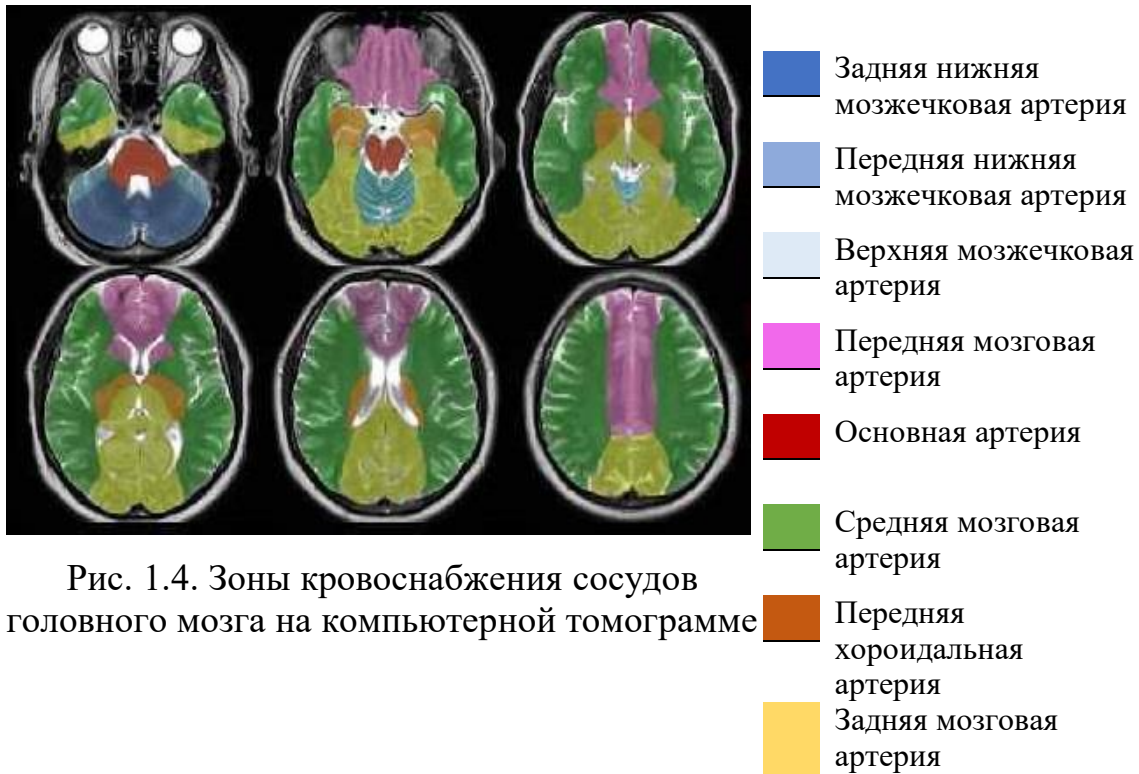 Задняя нижняя
мозжечковая артерия
Передняя нижняя
мозжечковая артерия
Верхняя мозжечковая
артерия
Передняя мозговая
артерия
Основная артерия
Средняя мозговая
артерия
Передняя
хороидальная
артерия
Задняя мозговая
артерия
Рис. 1.4. Зоны кровоснабжения сосудов
головного мозга на компьютерной томограмме